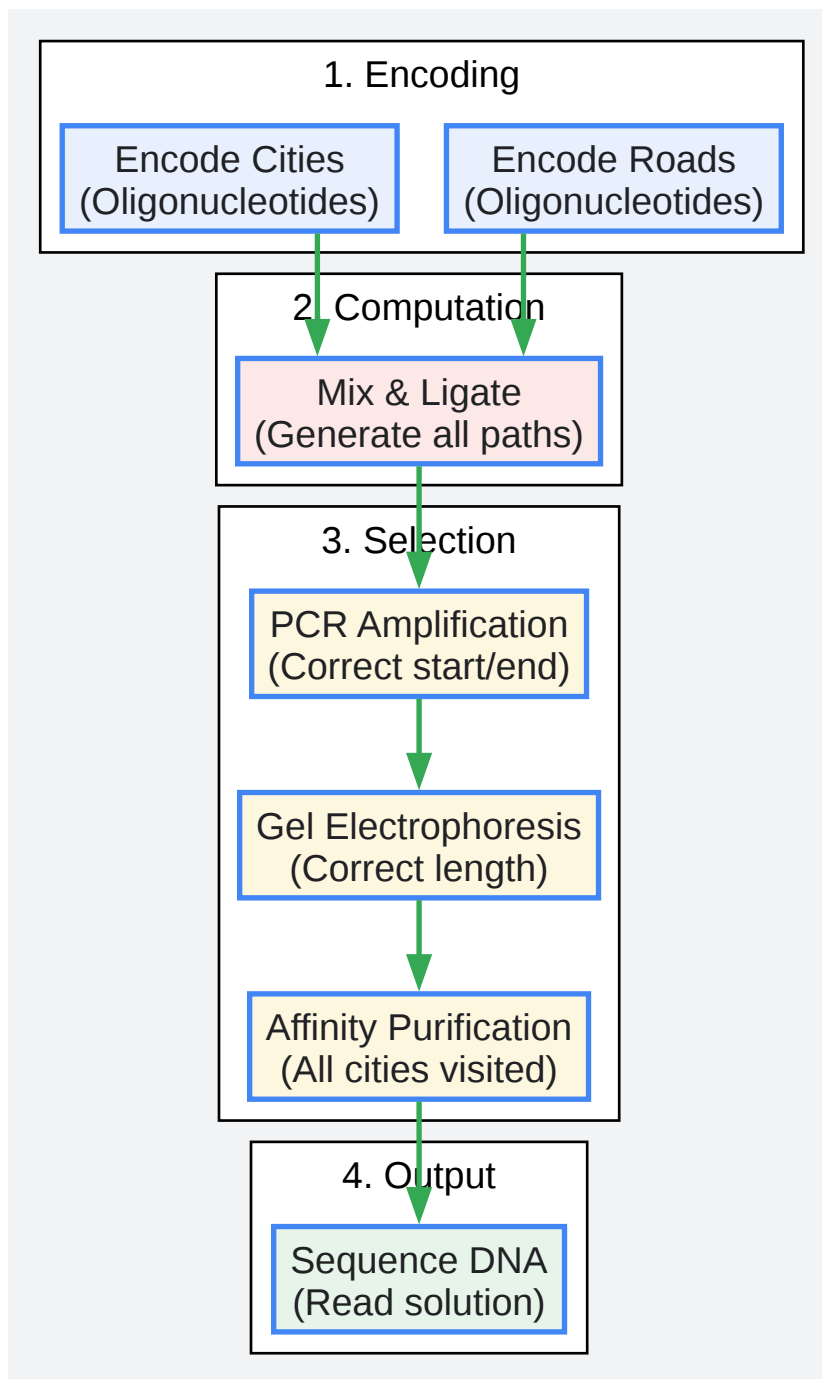 1. Encoding
Encode Cities
(Oligonucleotides)
Encode Roads
(Oligonucleotides)
2. Computation
Mix & Ligate
(Generate all paths)
3. Selection
PCR Amplification
(Correct start/end)
Gel Electrophoresis
(Correct length)
Affinity Purification
(All cities visited)
4. Output
Sequence DNA
(Read solution)